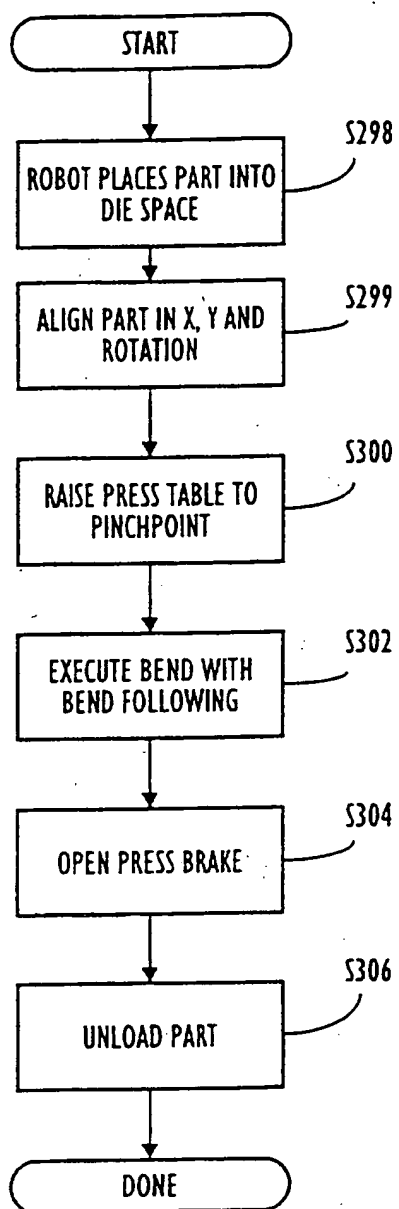 START
S298
ROBOT PLACES PART INTO
DIE SPACE
S299
ALIGN PART IN X, Y AND
ROTATION
S300
RAISE PRESS TABLE TO
PINCHPOINT
S302
EXECUTE BEND WITH
BEND FOLLOWING
S304
OPEN PRESS BRAKE
S306
UNLOAD PART
DONE